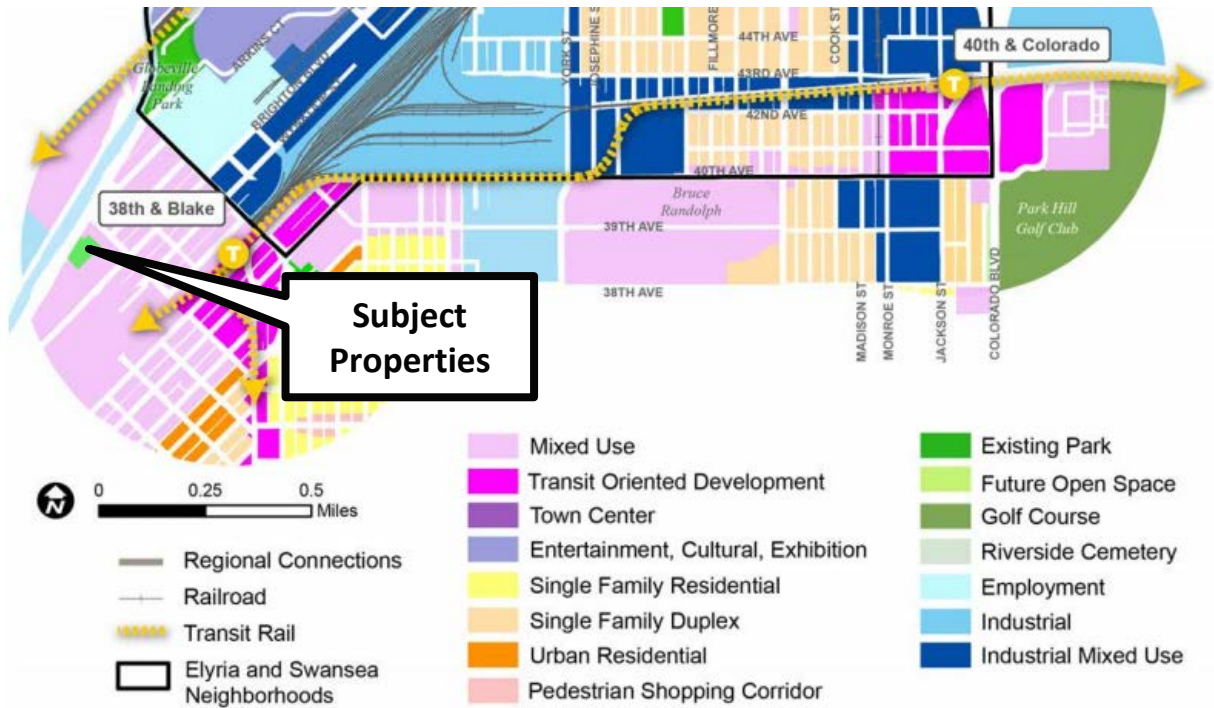 ARKINS CT
YORK ST
JOSEPHINE S
FILLMORE
COOK ST
44TH AVE
40th & Colorado
Globeville
Landing
Park
BRIGHTON BLVD
43RD AVE
T
42ND AVE
40TH AVE
38th & Blake
Bruce
Randolph
Park Hill
Golf Club
39TH AVE
T
38TH AVE
Subject
Properties
MADISON ST
MONROE ST
JACKSON ST
COLORADO BLVD
N
0 0.25 0.5
Miles
Regional Connections
Railroad
Transit Rail
Elyria and Swansea
Neighborhoods
Mixed Use
Transit Oriented Development
Town Center
Entertainment, Cultural, Exhibition
Single Family Residential
Single Family Duplex
Urban Residential
Pedestrian Shopping Corridor
Existing Park
Future Open Space
Golf Course
Riverside Cemetery
Employment
Industrial
Industrial Mixed Use